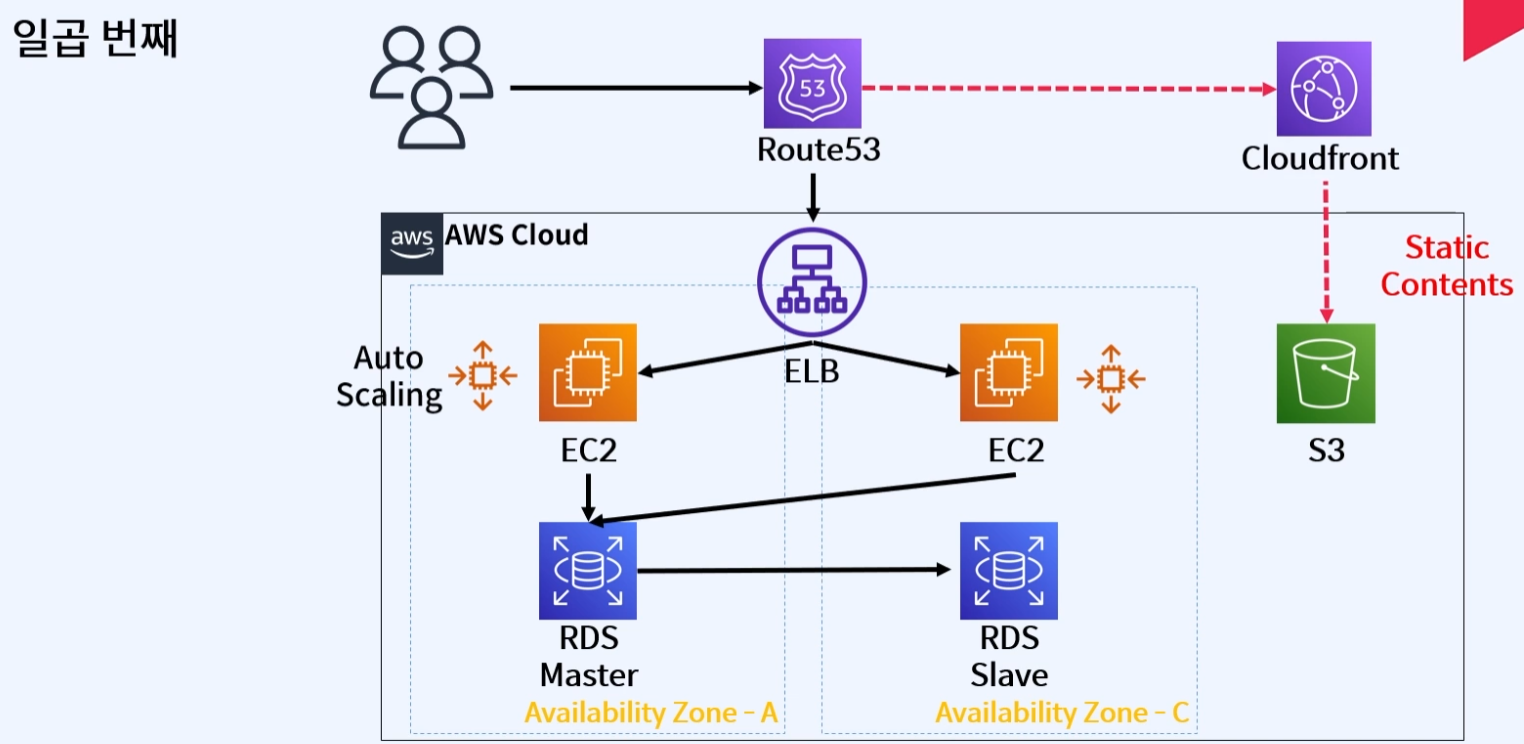 일곱 번째
53
Route53
Cloudfront
aws
AWS Cloud
Static
Contents
Auto
Scaling
ELB
EC2
EC2
S3
RDS
Master
RDS
Slave
Availability Zone - A
Availability Zone - C